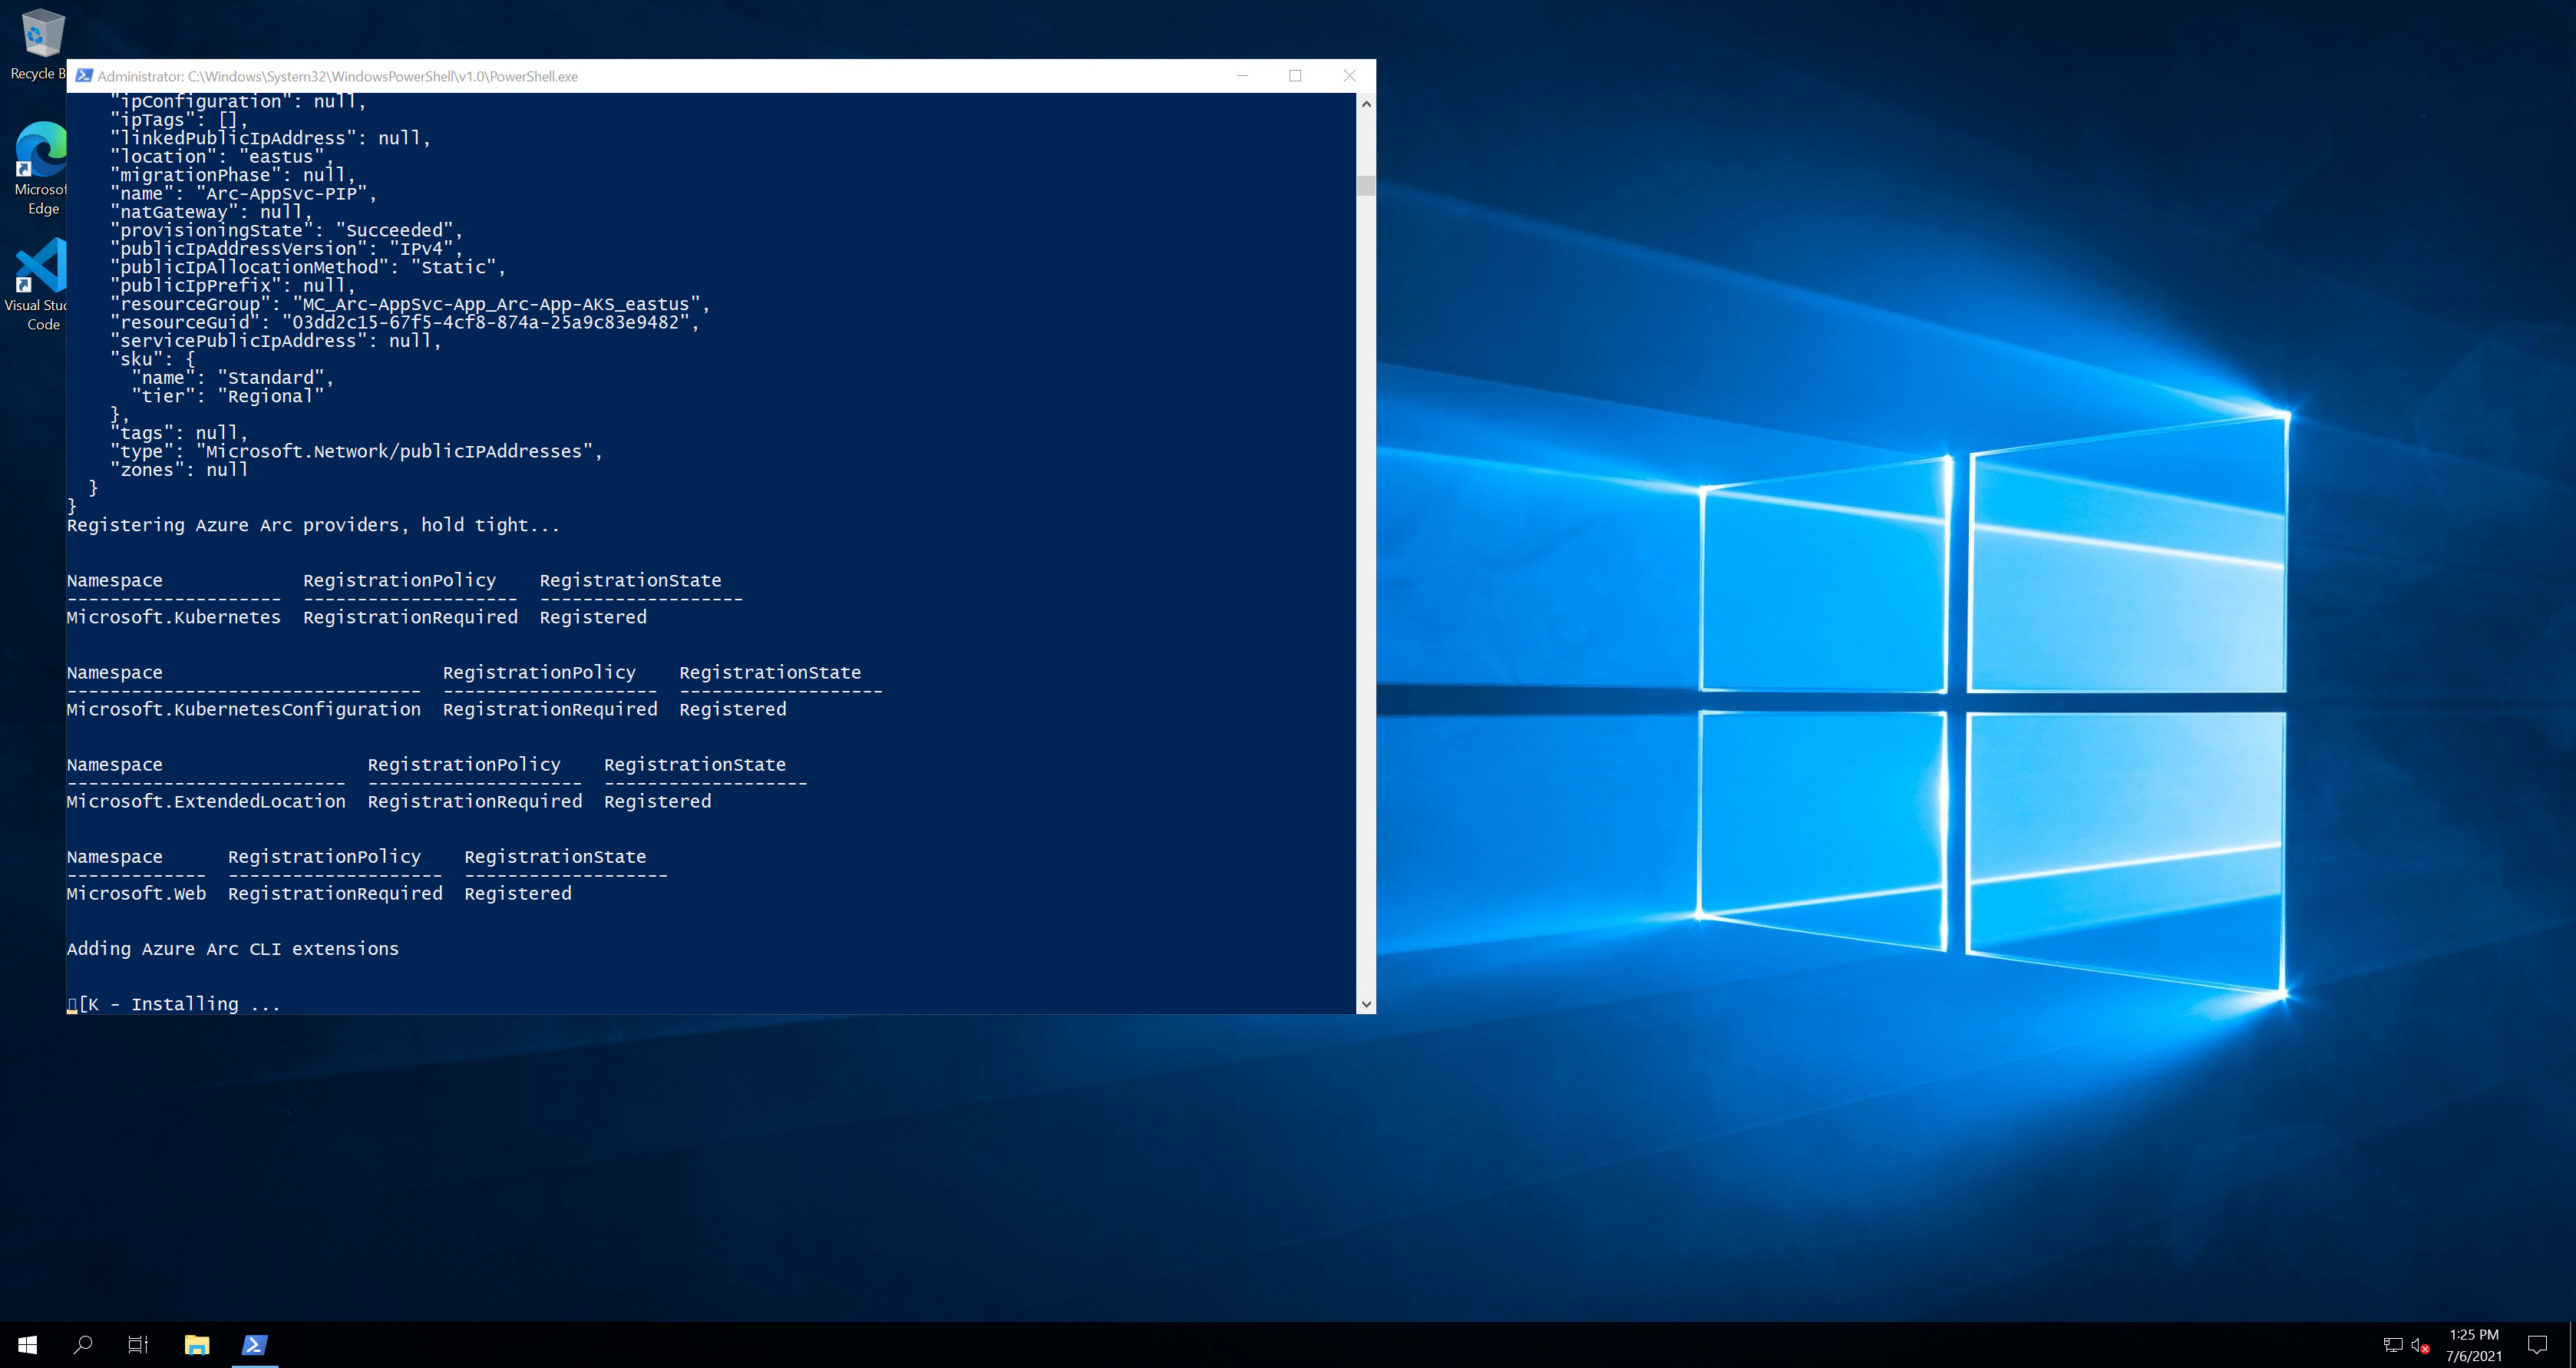 Recycle B
Administrator: C:\Windows\System32\WindowsPowerShell\v1.0\PowerShell.exe
Microsof
Edge
Visual Stud
Code
"ipConfiguration": null,
"ipTags": [],
"linkedPublicIpAddress": null,
"location": "eastus",
"migrationPhase": null,
"name": "Arc-AppSvc-PIP",
"natGateway": null,
"provisioningState": "Succeeded",
"publicIpAddressVersion": "IPv4",
"publicIpAllocationMethod": "Static",
"publicIpPrefix": null,
"resourceGroup": "MC_Arc-AppSvc-App_Arc-App-AKS_eastus",
"resourceGuid": "03dd2c15-67f5-4cf8-874a-25a9c83e9482",
"servicePublicIpAddress": null,
"sku": {
"name": "Standard",
"tier": "Regional"
},
"tags": null,
"type": "Microsoft.Network/publicIPAddresses",
"zones": null
}
}
Registering Azure Arc providers, hold tight...
Namespace RegistrationPolicy RegistrationState
-------------------- -------------------- -------------------
Microsoft.Kubernetes RegistrationRequired Registered
Namespace RegistrationPolicy RegistrationState
--------------------------------- -------------------- -------------------
Microsoft.KubernetesConfiguration RegistrationRequired Registered
Namespace RegistrationPolicy RegistrationState
-------------------------- -------------------- -------------------
Microsoft.ExtendedLocation RegistrationRequired Registered
Namespace RegistrationPolicy RegistrationState
------------- -------------------- -------------------
Microsoft.Web RegistrationRequired Registered
Adding Azure Arc CLI extensions
[K - Installing ...
1:25 PM
7/6/2021